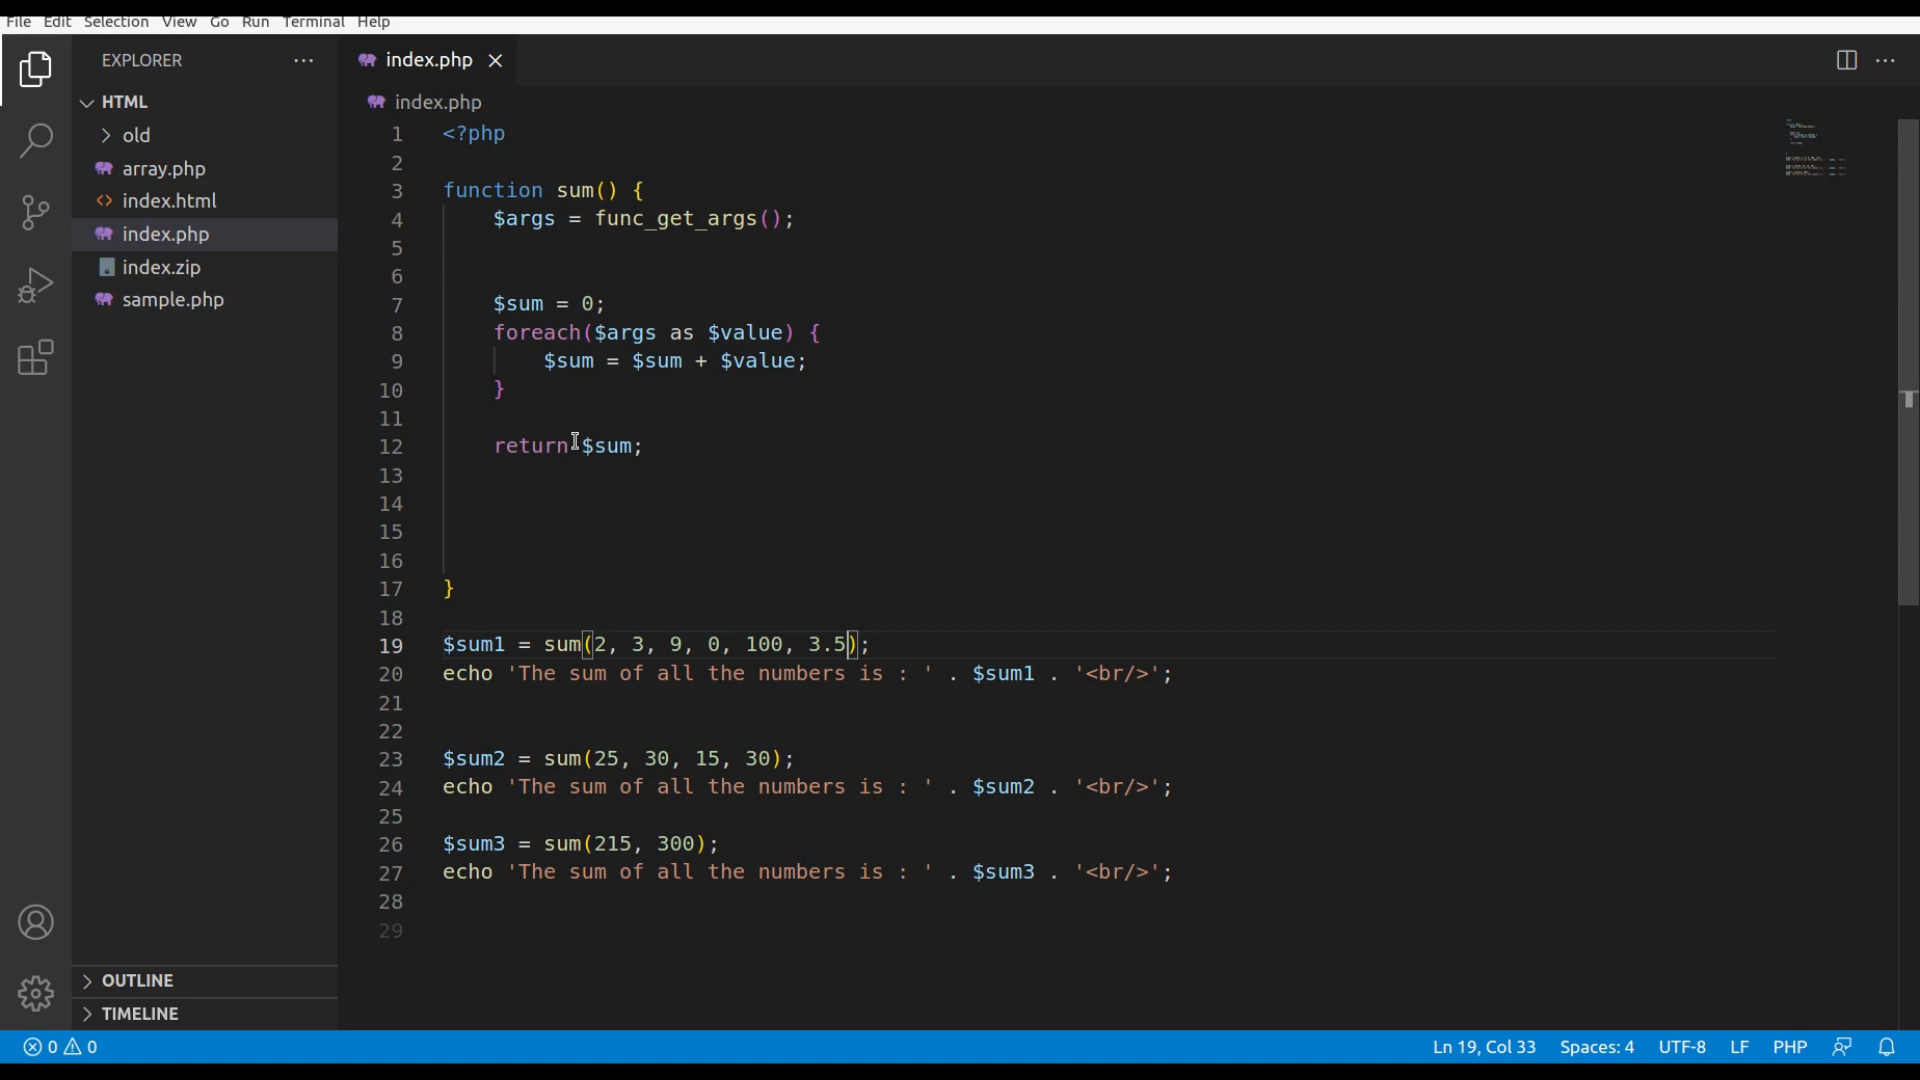 File Edit Selection View Go Run Terminal Help
EXPLORER
HTML
old
array.php
index.html
index.php
index.zip
sample.php
OUTLINE
TIMELINE
index.php
index.php
1 <?php
2
3 function sum() {
4 $args = func_get_args();
5
6
7 $sum = 0;
8 foreach($args as $value) {
9 $sum = $sum + $value;
10 }
11
12 return $sum;
13
14
15
16
17 }
18
19 $sum1 = sum(2, 3, 9, 0, 100, 3.5);
20 echo 'The sum of all the numbers is : ' . $sum1 . '<br/>';
21
22
23 $sum2 = sum(25, 30, 15, 30);
24 echo 'The sum of all the numbers is : ' . $sum2 . '<br/>';
25
26 $sum3 = sum(215, 300);
27 echo 'The sum of all the numbers is : ' . $sum3 . '<br/>';
28
29
0 0 Ln 19, Col 33 Spaces: 4 UTF-8 LF PHP